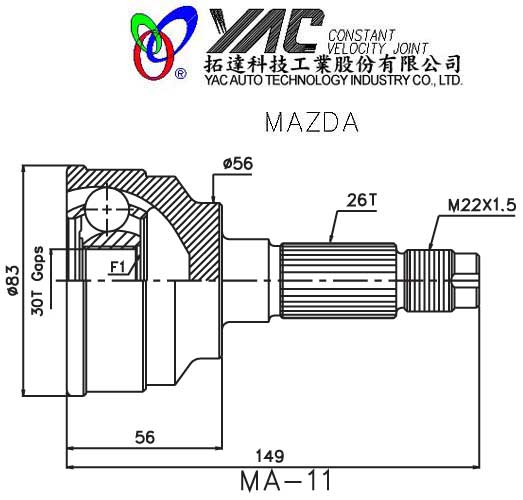 YAC CONSTANT
VELOCITY JOINT
®
拓達科技工業股份有限公司
YAC AUTO TECHNOLOGY INDUSTRY CO., LTD.
MAZDA
ø56
26T
M22X1.5
ø83
30T Gaps
F1
56
149
MA-11